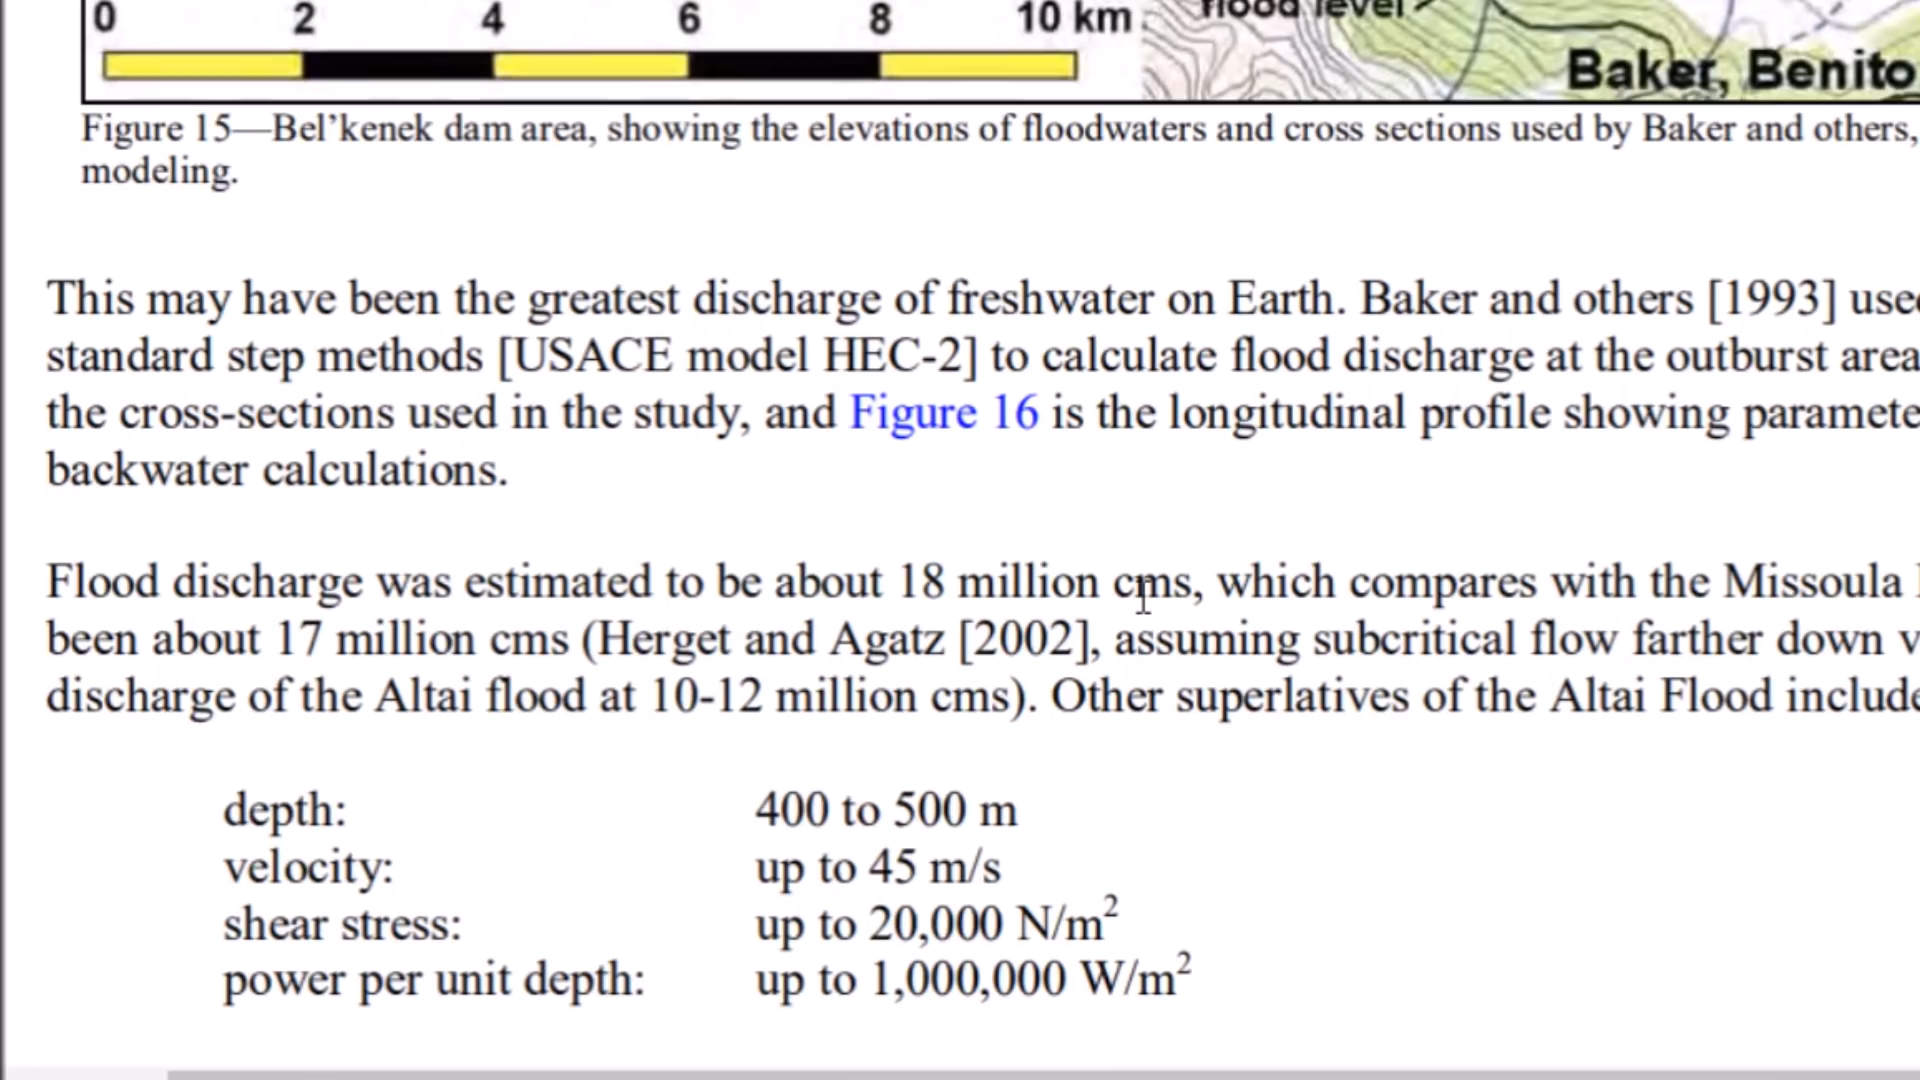 0 2 4 6 8 10 km
flood level
Baker, Benito
Figure 15—Bel’kenek dam area, showing the elevations of floodwaters and cross sections used by Baker and others,
modeling.
This may have been the greatest discharge of freshwater on Earth. Baker and others [1993]
standard step methods [USACE model HEC-2] to calculate flood discharge at the outburst area
the cross-sections used in the study, and Figure 16 is the longitudinal profile showing
backwater calculations.
Flood discharge was estimated to be about 18 million cms, which compares with the Missoula
been about 17 million cms (Herget and Agatz [2002], assuming subcritical flow farther down
discharge of the Altai flood at 10-12 million cms). Other superlatives of the Altai Flood
depth: 400 to 500 m
velocity: up to 45 m/s
shear stress: up to 20,000 N/m²
power per unit depth: up to 1,000,000 W/m²